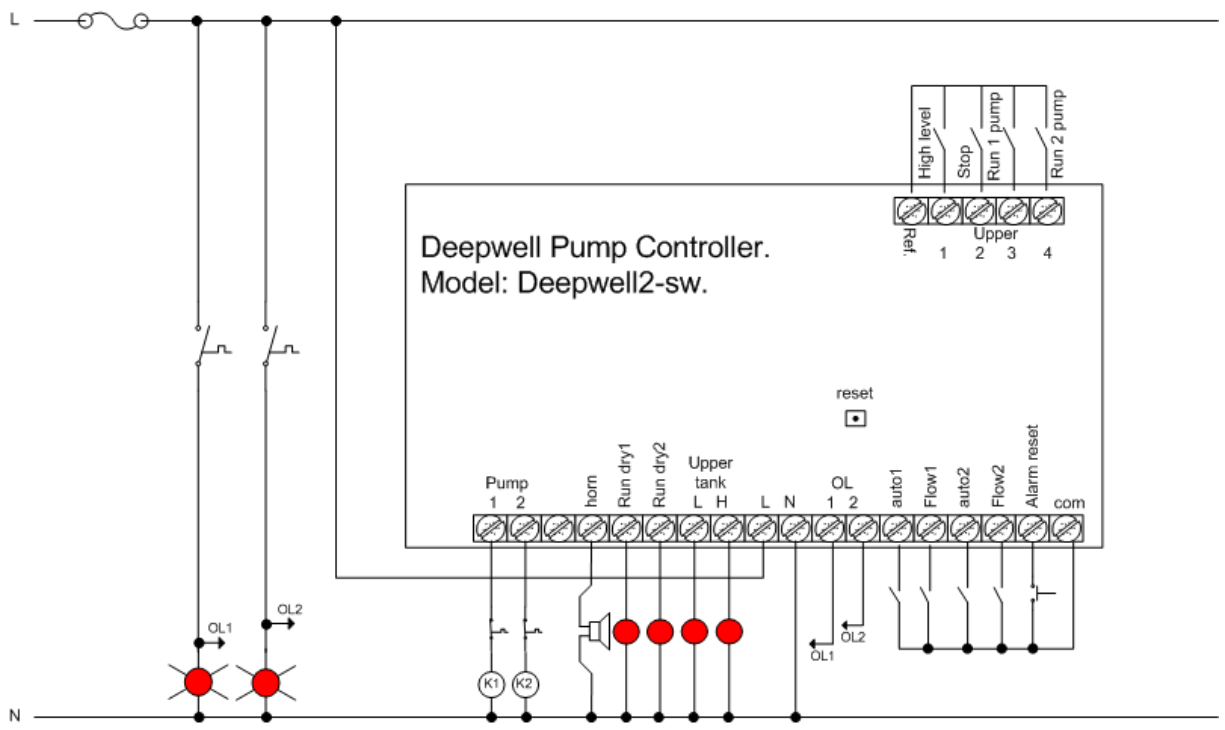 L
High level
Stop
Run 1 pump
Run 2 pump
Ref.
Upper
1 2 3 4
Deepwell Pump Controller.
Model: Deepwell2-sw.
reset
Pump
1 2
horn
Run dry1
Run dry2
Upper
tank
L H
L N
OL
1 2
auto1
Flow1
auto2
Flow2
Alarm reset
com
OL1
OL2
OL1
OL2
K1
K2
N